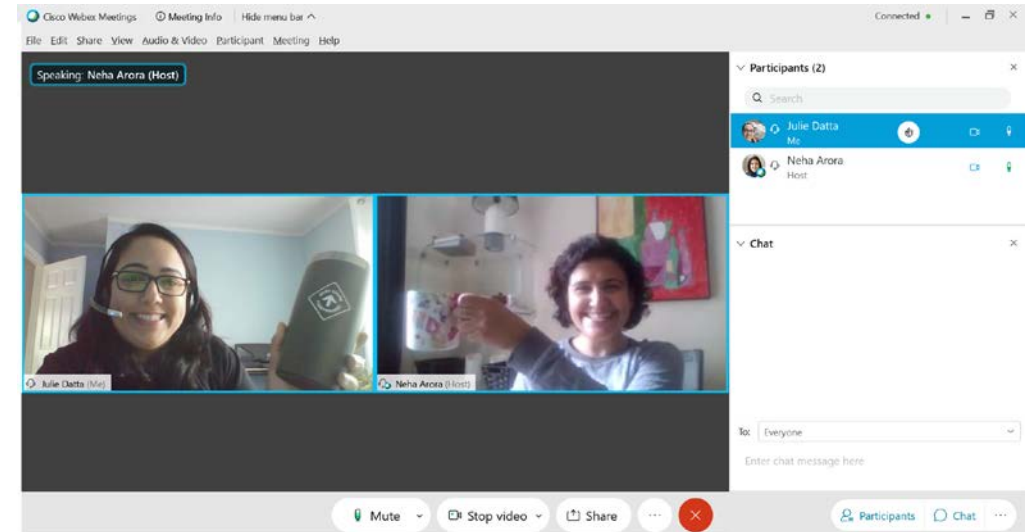 Cisco Webex Meetings Meeting Info Hide menu bar Connected
File Edit Share View Audio & Video Participant Meeting Help
Speaking: Neha Arora (Host)
Participants (2)
Search
Julie Datta
Me
Neha Arora
Host
Julie Datta (Me)
Neha Arora (Host)
Chat
To: Everyone
Enter chat message here
Mute
Stop video
Share
Participants
Chat